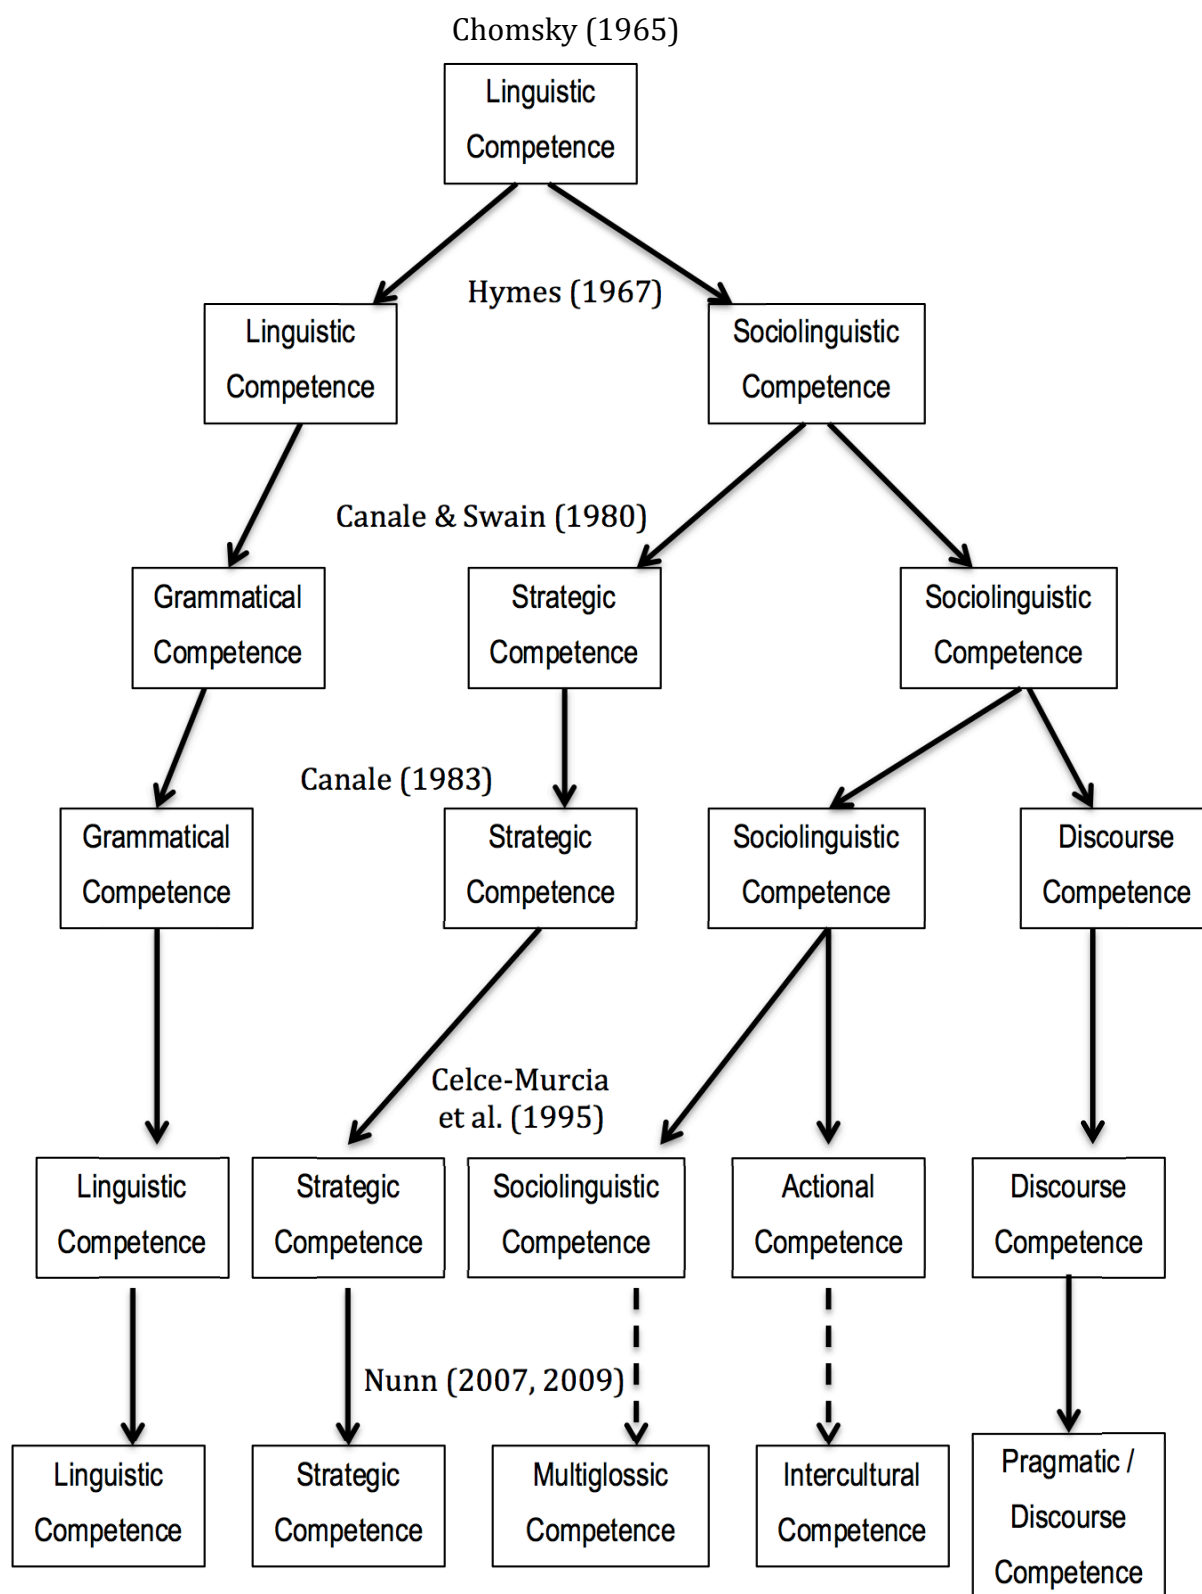 Chomsky (1965)
Linguistic
Competence
Hymes (1967)
Linguistic
Competence
Sociolinguistic
Competence
Canale & Swain (1980)
Grammatical
Competence
Strategic
Competence
Sociolinguistic
Competence
Canale (1983)
Grammatical
Competence
Strategic
Competence
Sociolinguistic
Competence
Discourse
Competence
Celce-Murcia
et al. (1995)
Linguistic
Competence
Strategic
Competence
Sociolinguistic
Competence
Actional
Competence
Discourse
Competence
Nunn (2007, 2009)
Linguistic
Competence
Strategic
Competence
Multiglossic
Competence
Intercultural
Competence
Pragmatic /
Discourse
Competence